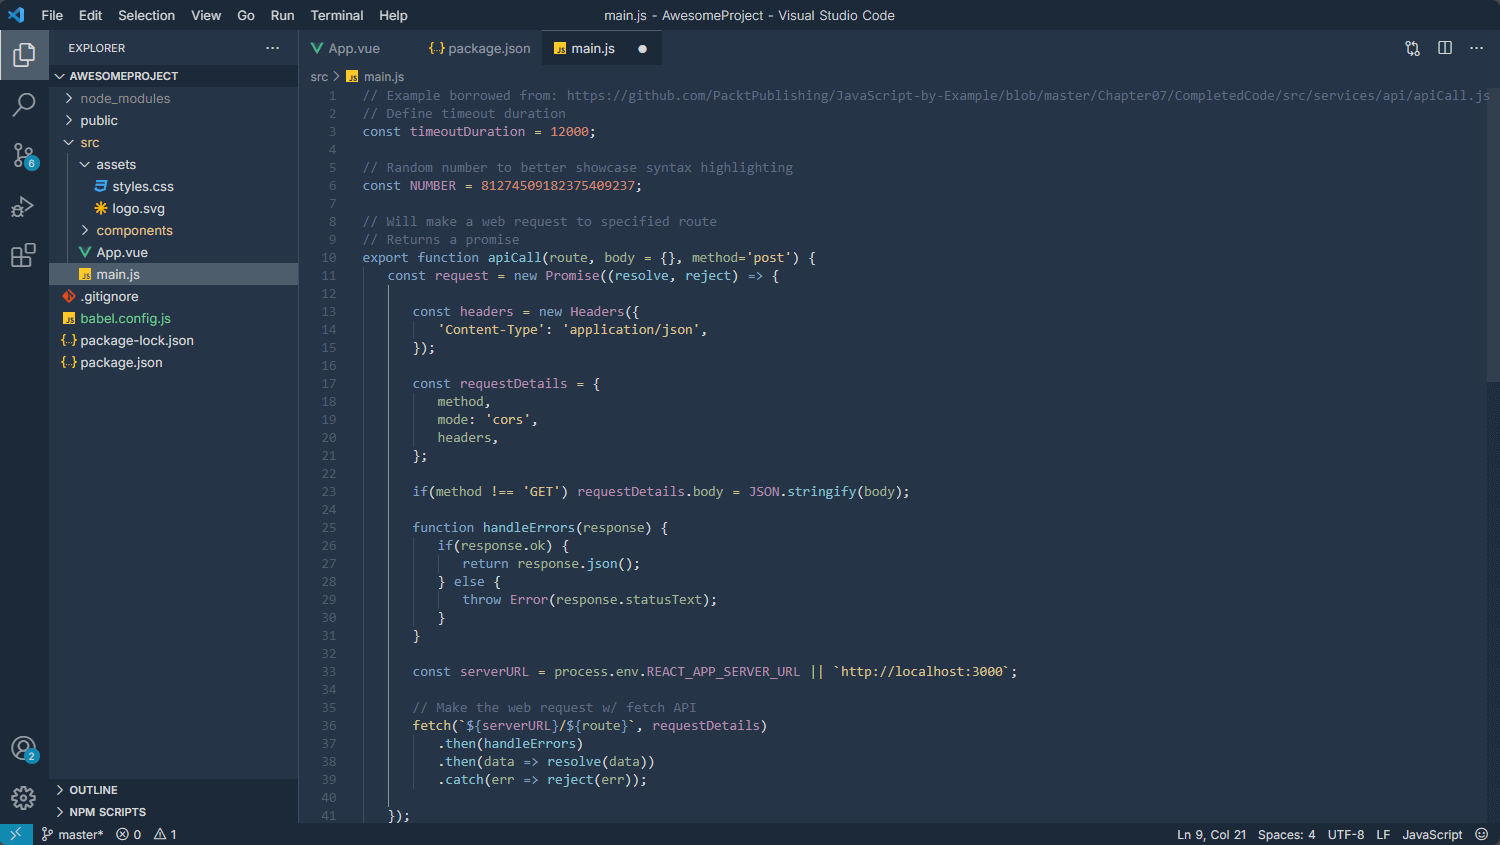 File Edit Selection View Go Run Terminal Help
main.js - AwesomeProject - Visual Studio Code
EXPLORER
AWESOMEPROJECT
node_modules
public
src
assets
styles.css
logo.svg
components
App.vue
main.js
.gitignore
babel.config.js
package-lock.json
package.json
OUTLINE
NPM SCRIPTS
6
2
App.vue {..} package.json JS main.js
src > JS main.js
1 // Example borrowed from: https://github.com/PacktPublishing/JavaScript-by-Example/blob/master/Chapter07/CompletedCode/src/services/api/apiCall.js
2 // Define timeout duration
3 const timeoutDuration = 12000;
4
5 // Random number to better showcase syntax highlighting
6 const NUMBER = 81274509182375409237;
7
8 // Will make a web request to specified route
9 // Returns a promise
10 export function apiCall(route, body = {}, method='post') {
11 const request = new Promise((resolve, reject) => {
12
13 const headers = new Headers({
14 'Content-Type': 'application/json',
15 });
16
17 const requestDetails = {
18 method,
19 mode: 'cors',
20 headers,
21 };
22
23 if(method !== 'GET') requestDetails.body = JSON.stringify(body);
24
25 function handleErrors(response) {
26 if(response.ok) {
27 return response.json();
28 } else {
29 throw Error(response.statusText);
30 }
31 }
32
33 const serverURL = process.env.REACT_APP_SERVER_URL || `http://localhost:3000`;
34
35 // Make the web request w/ fetch API
36 fetch(`${serverURL}/${route}`, requestDetails)
37 .then(handleErrors)
38 .then(data => resolve(data))
39 .catch(err => reject(err));
40
41 });
master* 0 1
Ln 9, Col 21 Spaces: 4 UTF-8 LF JavaScript